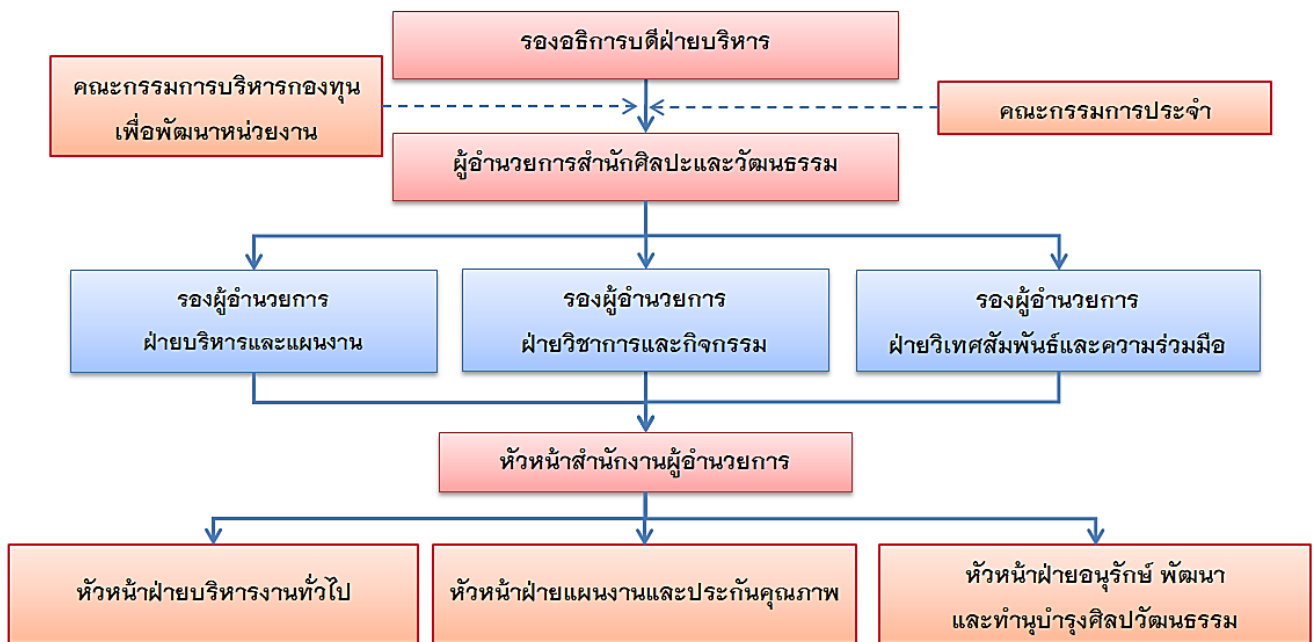 รองอธิการบดีฝ่ายบริหาร
คณะกรรมการบริหารกองทุน
เพื่อพัฒนาหน่วยงาน
คณะกรรมการประจำ
ผู้อำนวยการสำนักศิลปะและวัฒนธรรม
รองผู้อำนวยการ
ฝ่ายบริหารและแผนงาน
รองผู้อำนวยการ
ฝ่ายวิชาการและกิจกรรม
รองผู้อำนวยการ
ฝ่ายวิเทศสัมพันธ์และความร่วมมือ
หัวหน้าสำนักงานผู้อำนวยการ
หัวหน้าฝ่ายบริหารงานทั่วไป
หัวหน้าฝ่ายแผนงานและประกันคุณภาพ
หัวหน้าฝ่ายอนุรักษ์ พัฒนา
และทำนุบำรุงศิลปวัฒนธรรม